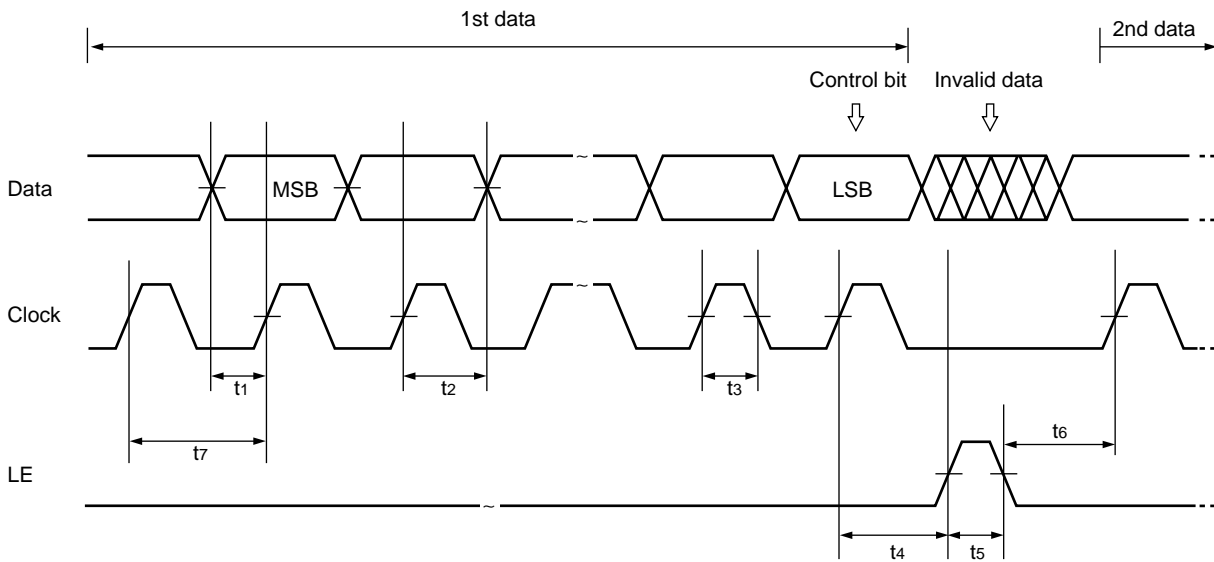 1st data
2nd data
Control bit
Invalid data
Data
MSB
LSB
Clock
t1
t2
t3
t7
t6
LE
t4
t5